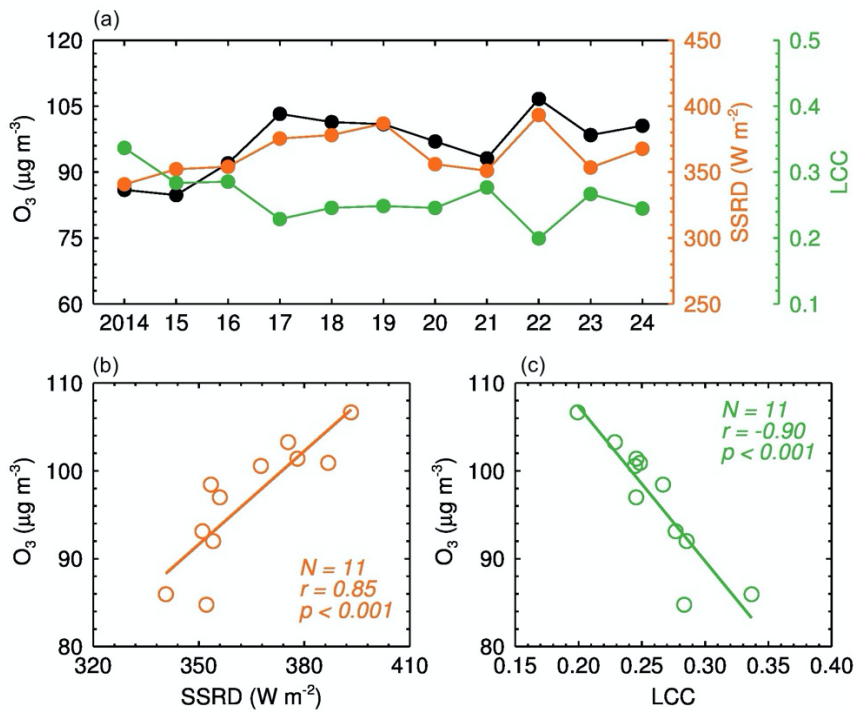 (a)
120
105
90
75
60
O₃ (µg m⁻³)
450
400
350
300
250
SSRD (W m⁻²)
0.5
0.4
0.3
0.2
0.1
LCC
2014 15 16 17 18 19 20 21 22 23 24
(b)
110
100
90
80
O₃ (µg m⁻³)
N = 11
r = 0.85
p < 0.001
320 350 380 410
SSRD (W m⁻²)
(c)
110
100
90
80
O₃ (µg m⁻³)
N = 11
r = -0.90
p < 0.001
0.15 0.20 0.25 0.30 0.35 0.40
LCC